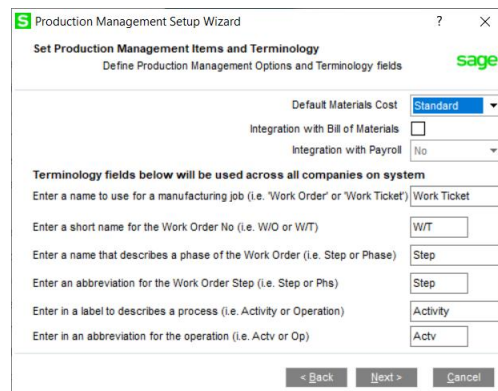 S Production Management Setup Wizard ? X
Set Production Management Items and Terminology
Define Production Management Options and Terminology fields
sage
Default Materials Cost Standard
Integration with Bill of Materials
Integration with Payroll No
Terminology fields below will be used across all companies on system
Enter a name to use for a manufacturing job (i.e. 'Work Order' or 'Work Ticket') Work Ticket
Enter a short name for the Work Order No (i.e. W/O or W/T) W/T
Enter a name that describes a phase of the Work Order (i.e. Step or Phase) Step
Enter an abbreviation for the Work Order Step (i.e. Step or Phs) Step
Enter in a label to describes a process (i.e. Activity or Operation) Activity
Enter in an abbreviation for the operation (i.e. Actv or Op) Actv
< Back Next > Cancel